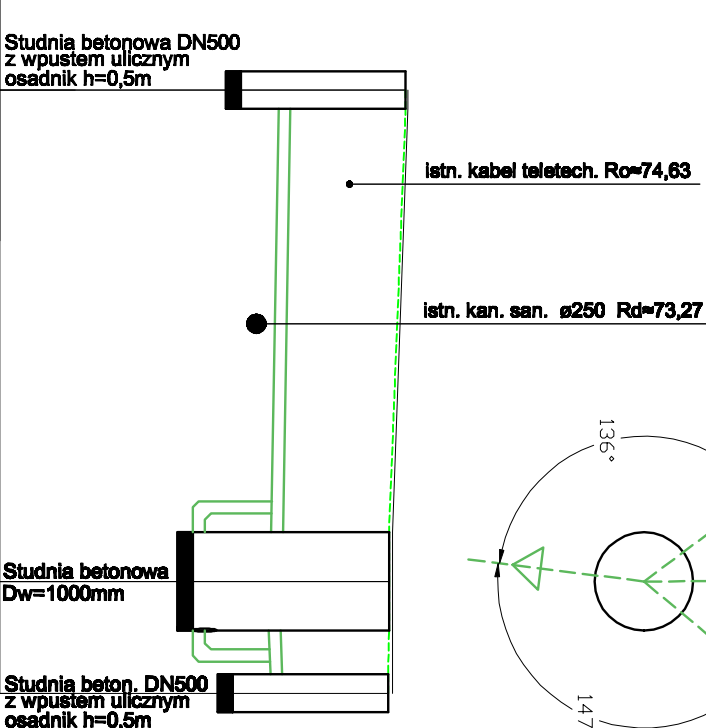 Studnia betonowa DN500
z wpustem ulicznym
osadnik h=0,5m
istn. kabel teletech. Ro≈74,63
istn. kan. san. ø250 Rd≈73,27
136°
Studnia betonowa
Dw=1000mm
Studnia beton. DN500
z wpustem ulicznym
osadnik h=0,5m
147